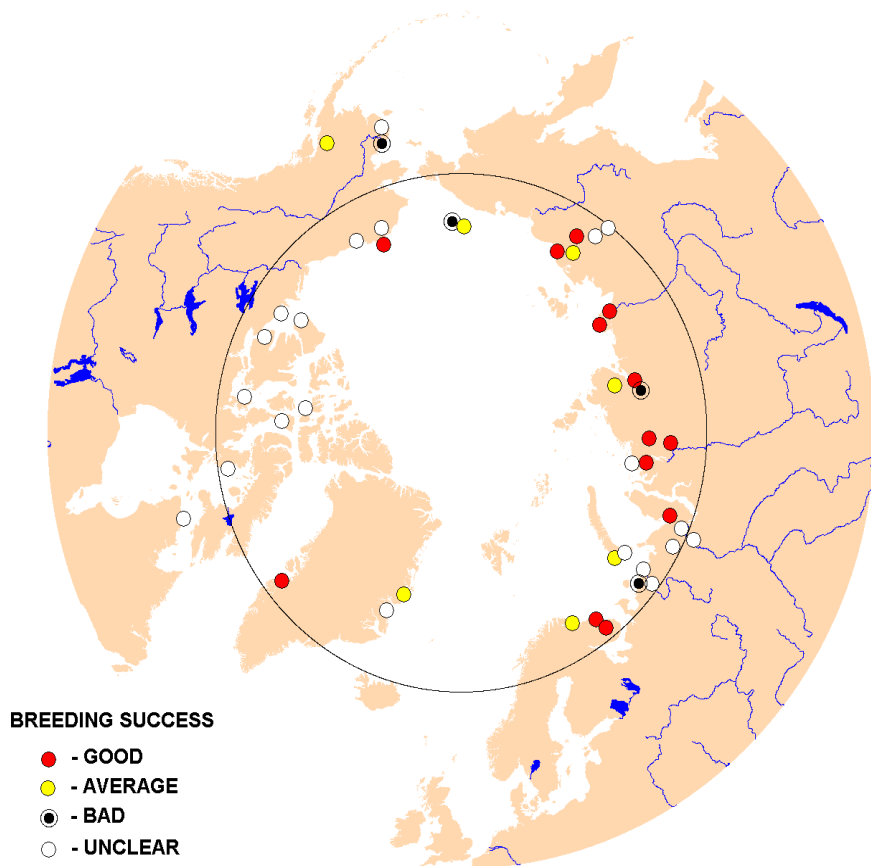 BREEDING SUCCESS
- GOOD
- AVERAGE
- BAD
- UNCLEAR